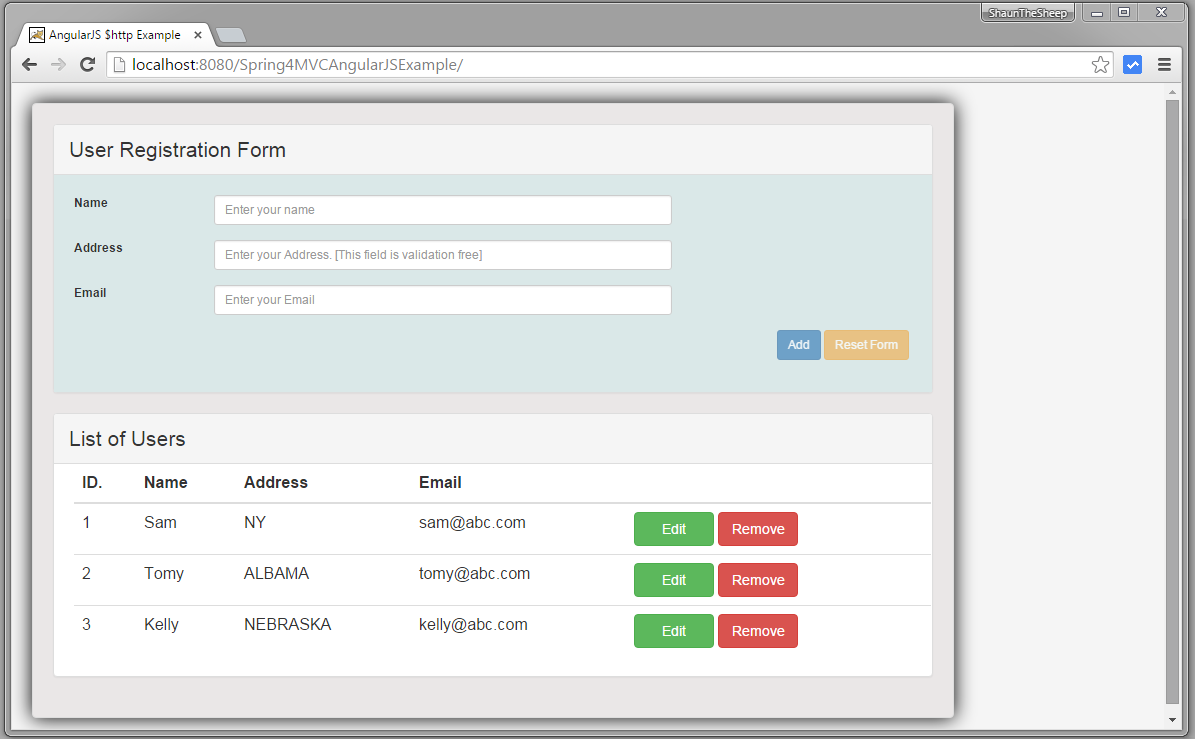 ShaunTheSheep
AngularJS $http Example
localhost:8080/Spring4MVCAngularJSExample/
User Registration Form
Name
Enter your name
Address
Enter your Address. [This field is validation free]
Email
Enter your Email
Add Reset Form
List of Users
ID. Name Address Email
1 Sam NY sam@abc.com Edit Remove
2 Tomy ALBAMA tomy@abc.com Edit Remove
3 Kelly NEBRASKA kelly@abc.com Edit Remove